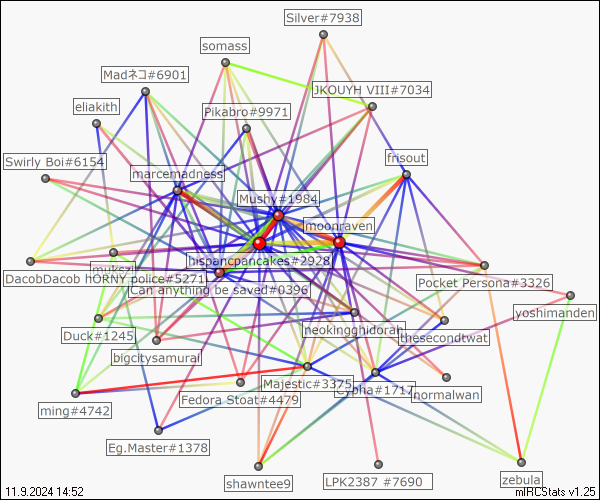 Silver#7938
somass
Madネコ#6901
JKOUYH VIII#7034
eliakith
Pikabro#9971
Swirly Boi#6154
frisout
marcemadness
Mushy#1984
moonraven
hispancpancakes#2928
mukszi
DacobDacob HORNY police#5271
Pocket Persona#3326
Can anything be saved#0396
yoshimanden
Duck#1245
neokingghidorah
thesecondtwat
bigcitysamurai
Majestic#3375
Cypha#1717
normalwan
Fedora Stoat#4479
ming#4742
Eg.Master#1378
shawntee9
LPK2387 #7690
zebula
11.9.2024 14:52
mIRCStats v1.25